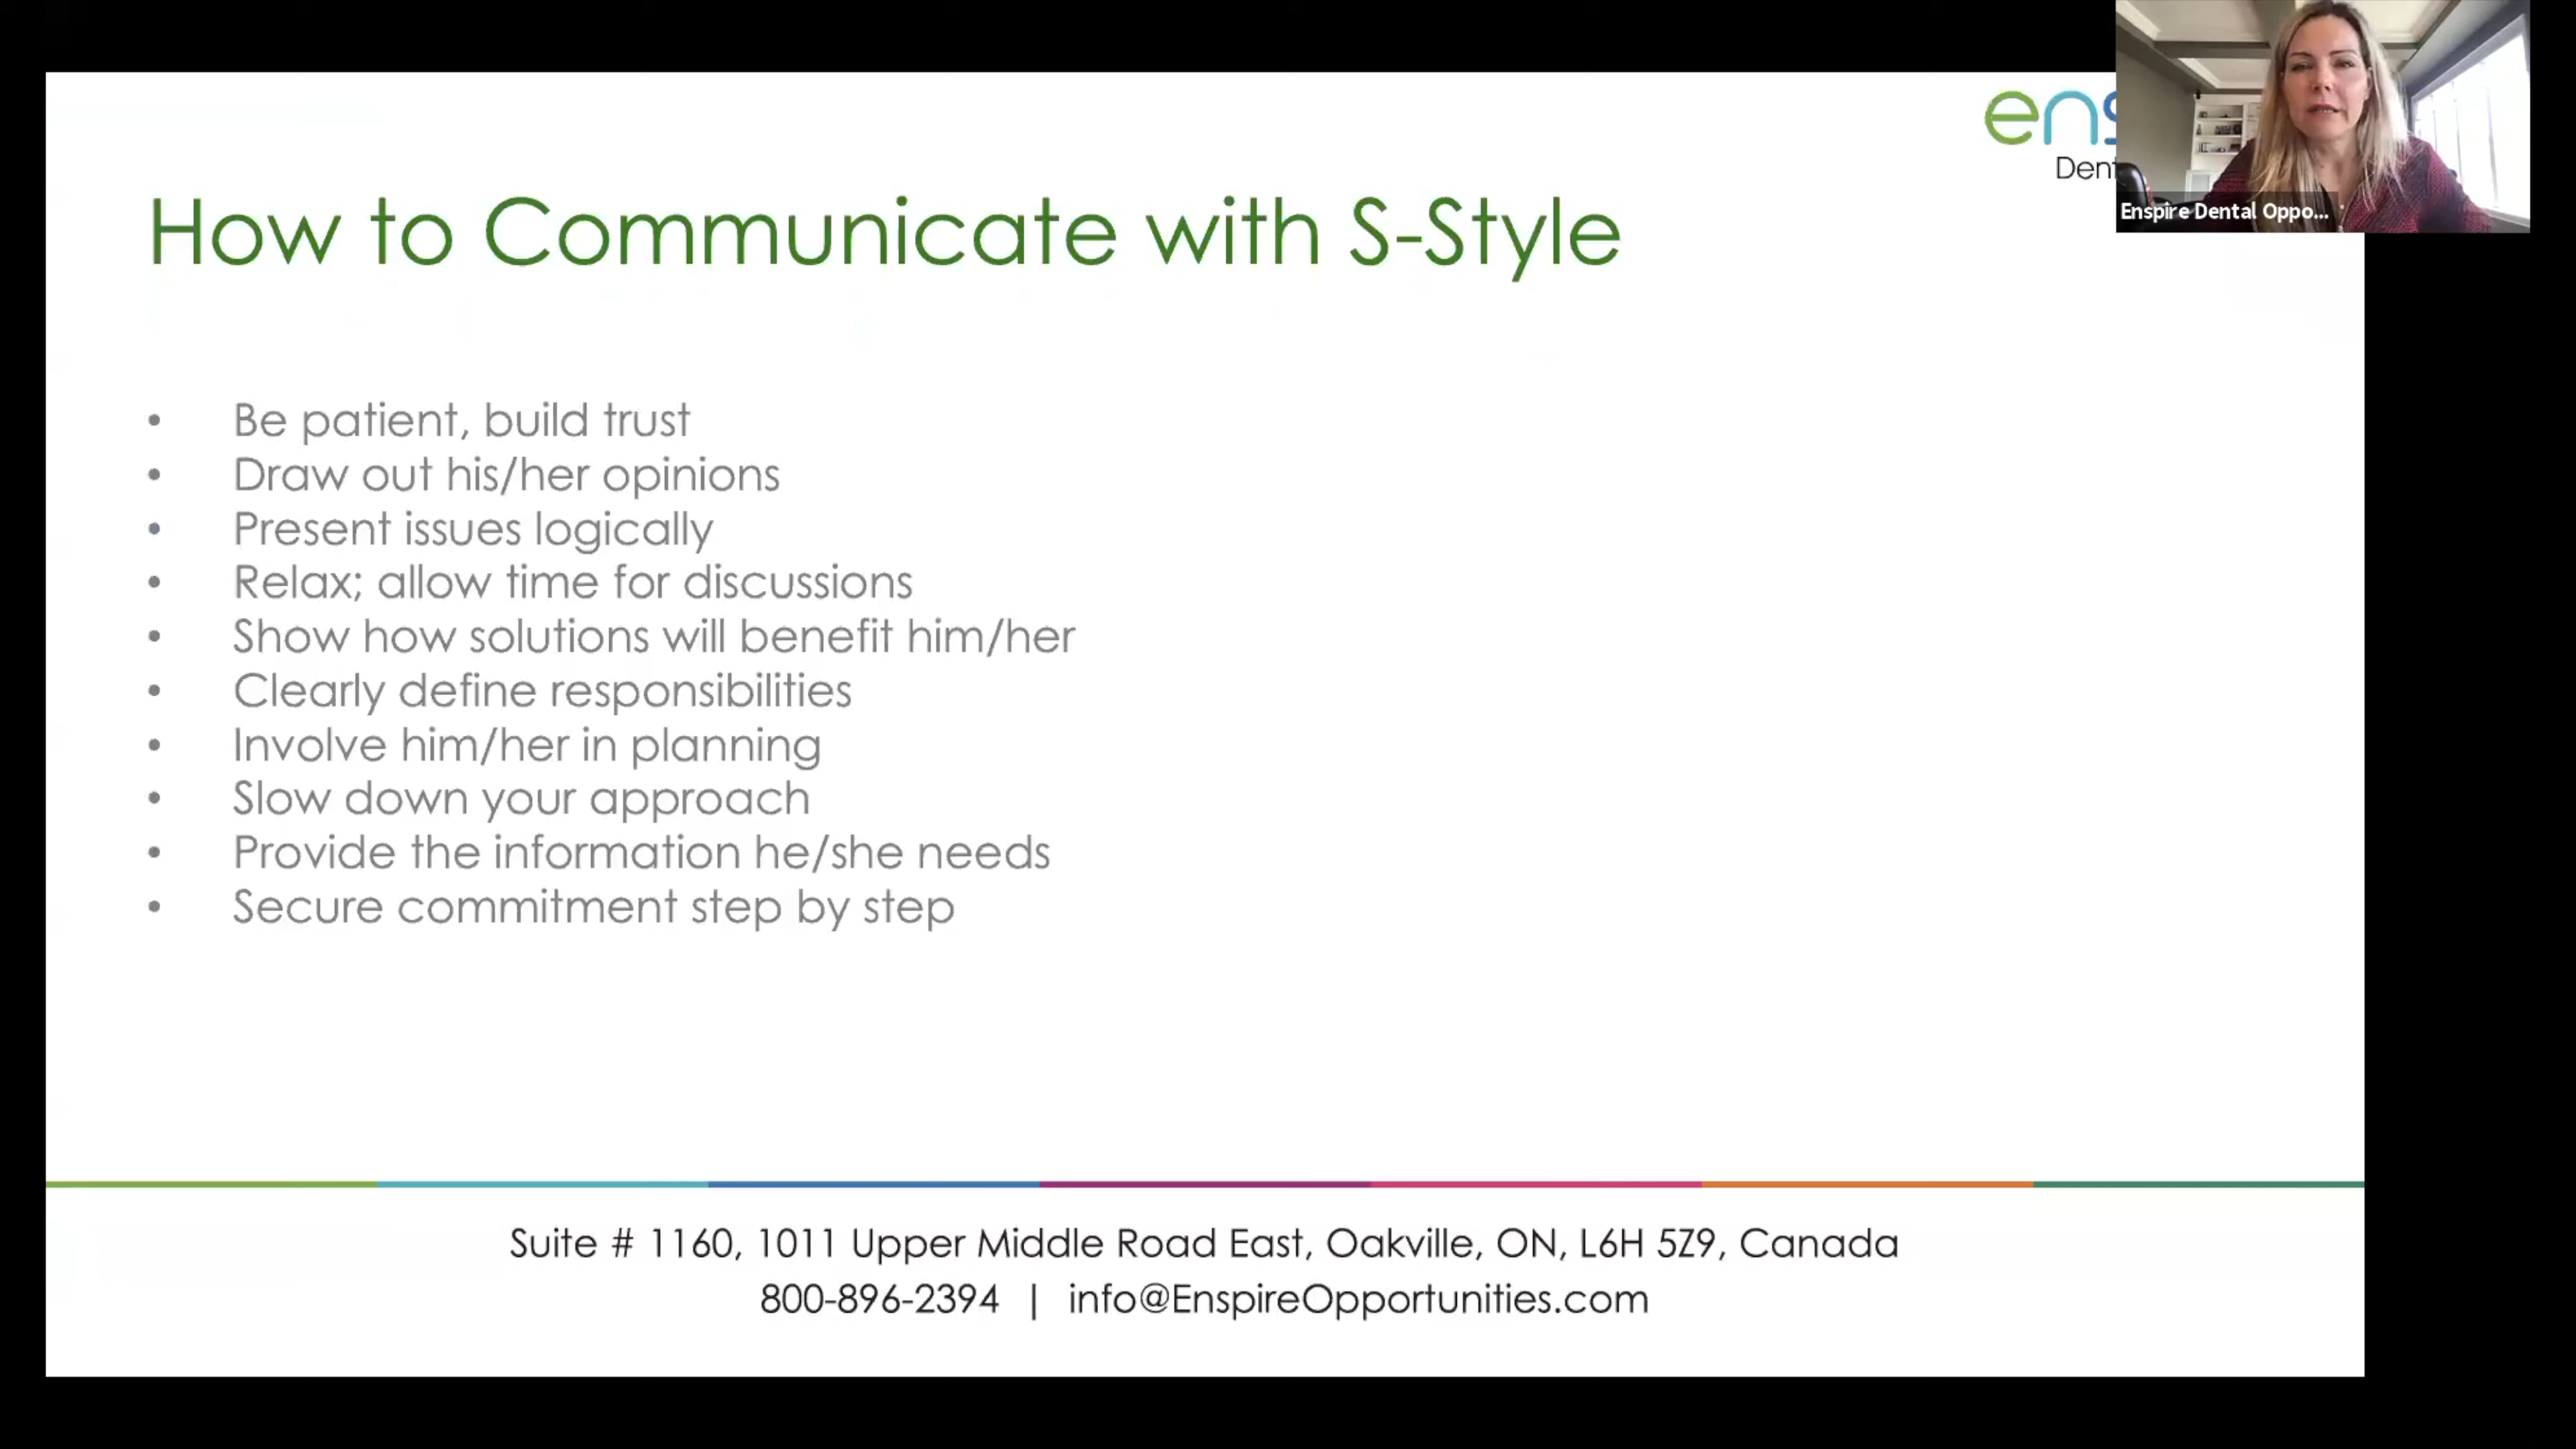 How to Communicate with S-Style
• Be patient, build trust
• Draw out his/her opinions
• Present issues logically
• Relax; allow time for discussions
• Show how solutions will benefit him/her
• Clearly define responsibilities
• Involve him/her in planning
• Slow down your approach
• Provide the information he/she needs
• Secure commitment step by step
Enspire Dental Oppo...
Suite # 1160, 1011 Upper Middle Road East, Oakville, ON, L6H 5Z9, Canada
800-896-2394 | info@EnspireOpportunities.com